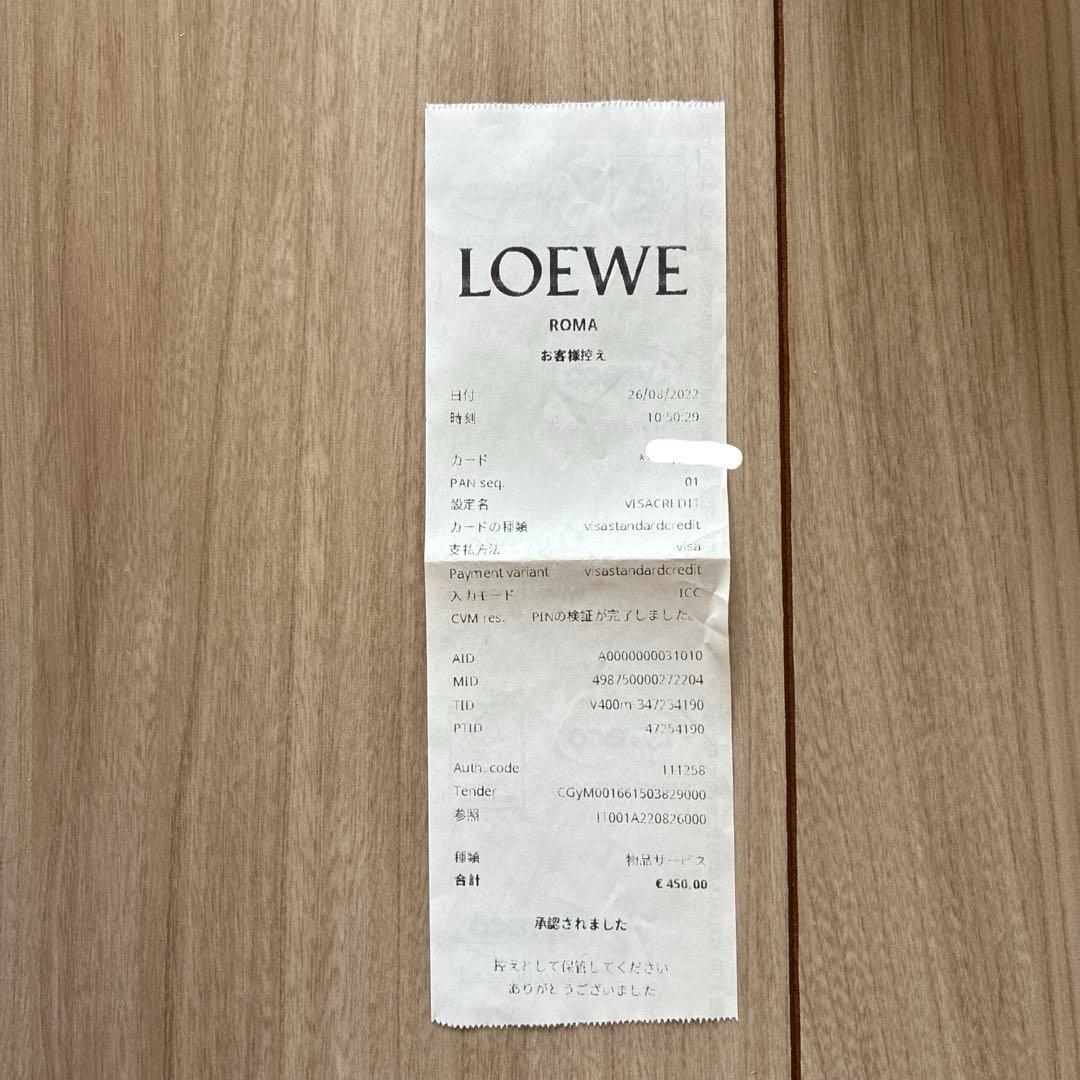 LOEWE
ROMA
お客様控え
日付 26/08/2022
時刻 10:50:29
カード
PAN seq. 01
設定名 VISACREDIT
カードの種類 visastandardcredit
支払方法 visa
Payment variant visastandardcredit
入力モード ICC
CVM res. PINの検証が完了しました。
AID A0000000031010
MID 498750000272204
TID V400m-347254190
PTID 47254190
Auth. code 111258
Tender CGyM001661503829000
参照 IT001A220826000
種類 物品サービス
合計 € 450,00
承認されました
控えとして保管してください
ありがとうございました